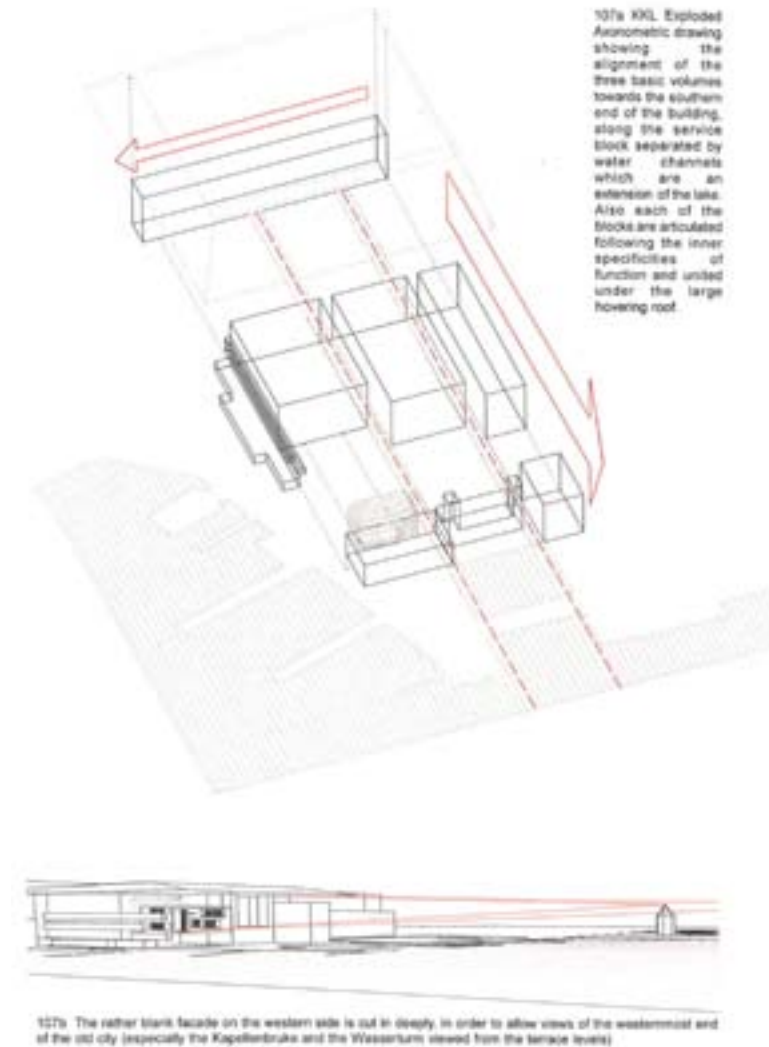 107a KKL Exploded
Axonometric drawing
showing the
alignment of the
three basic volumes
towards the southern
end of the building,
along the service
block separated by
water channels
which are an
extension of the lake.
Also each of the
blocks are articulated
following the inner
specificities of
function and united
under the large
hovering roof.
107b The rather blank facade on the western side is cut in deeply, in order to allow views of the westernmost end
of the old city (especially the Kapellenbruke and the Wasserturm viewed from the terrace levels)